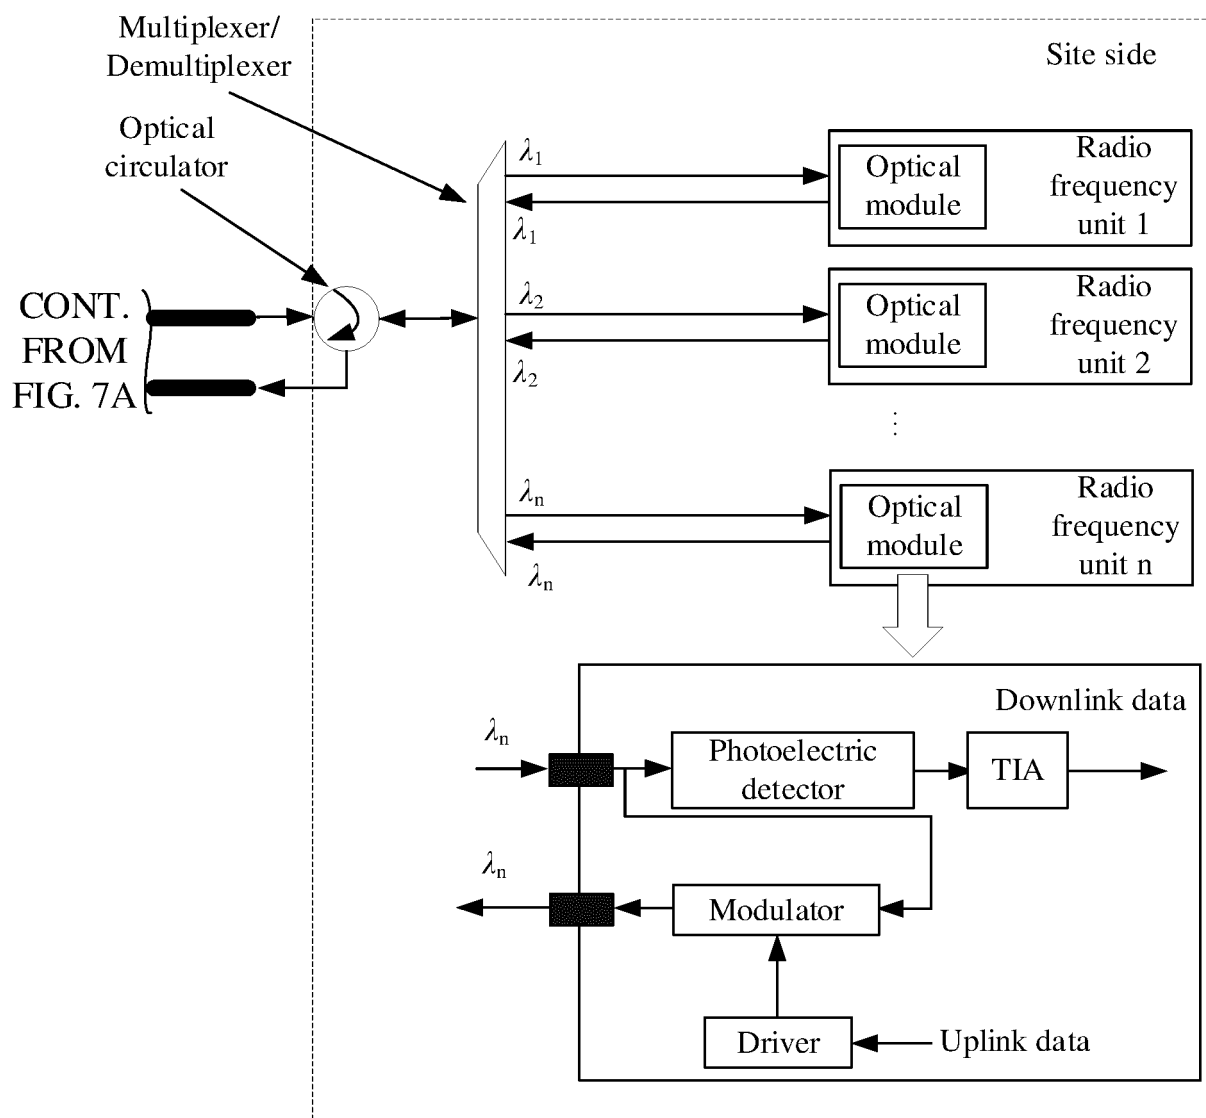 Multiplexer/
Demultiplexer
Site side
Optical
circulator
λ1
λ1
Optical
module
Radio
frequency
unit 1
CONT.
FROM
FIG. 7A
λ2
λ2
Optical
module
Radio
frequency
unit 2
⋮
λn
λn
Optical
module
Radio
frequency
unit n
Downlink data
λn
Photoelectric
detector
TIA
λn
Modulator
Driver
Uplink data